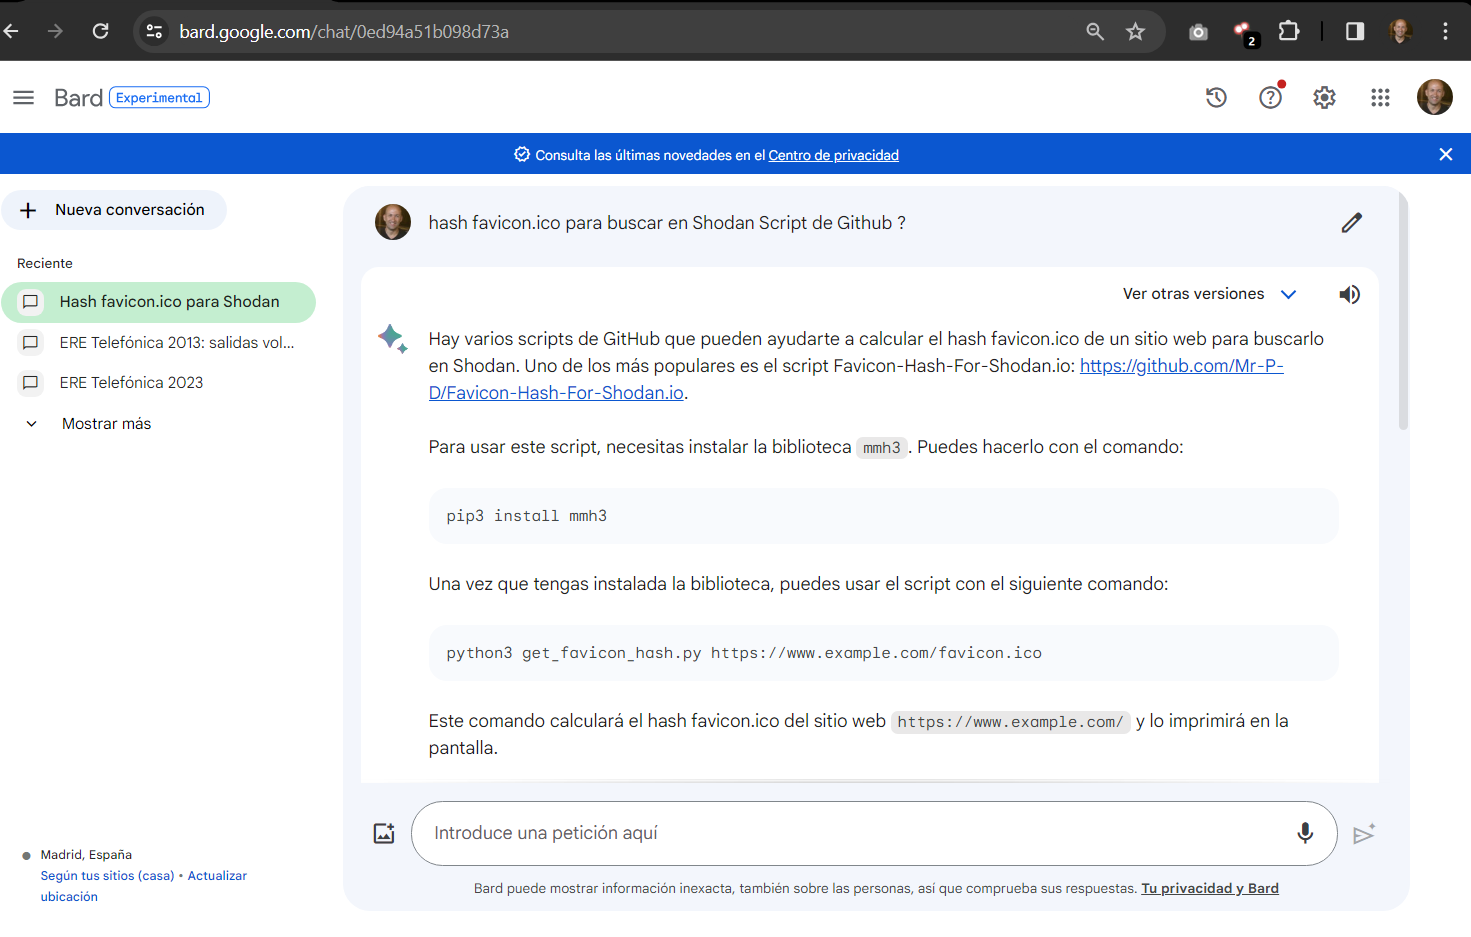 bard.google.com/chat/0ed94a51b098d73a
2
Bard Experimental
Consulta las últimas novedades en el Centro de privacidad
Nueva conversación
Reciente
Hash favicon.ico para Shodan
ERE Telefónica 2013: salidas vol...
ERE Telefónica 2023
Mostrar más
hash favicon.ico para buscar en Shodan Script de Github ?
Ver otras versiones
Hay varios scripts de GitHub que pueden ayudarte a calcular el hash favicon.ico de un sitio web para buscarlo
en Shodan. Uno de los más populares es el script Favicon-Hash-For-Shodan.io: https://github.com/Mr-P-
D/Favicon-Hash-For-Shodan.io.
Para usar este script, necesitas instalar la biblioteca mmh3. Puedes hacerlo con el comando:
pip3 install mmh3
Una vez que tengas instalada la biblioteca, puedes usar el script con el siguiente comando:
python3 get_favicon_hash.py https://www.example.com/favicon.ico
Este comando calculará el hash favicon.ico del sitio web https://www.example.com/ y lo imprimirá en la
pantalla.
Introduce una petición aquí
Bard puede mostrar información inexacta, también sobre las personas, así que comprueba sus respuestas. Tu privacidad y Bard
Madrid, España
Según tus sitios (casa) • Actualizar
ubicación